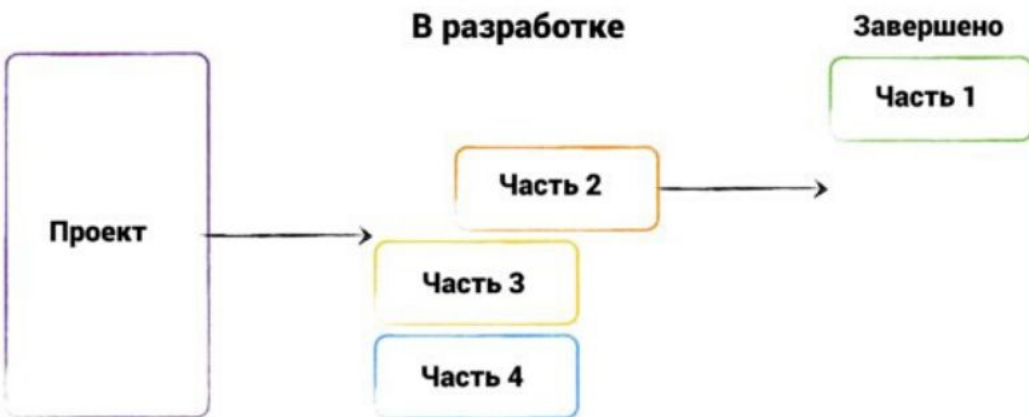 В разработке
Завершено
Часть 1
Часть 2
Проект
Часть 3
Часть 4